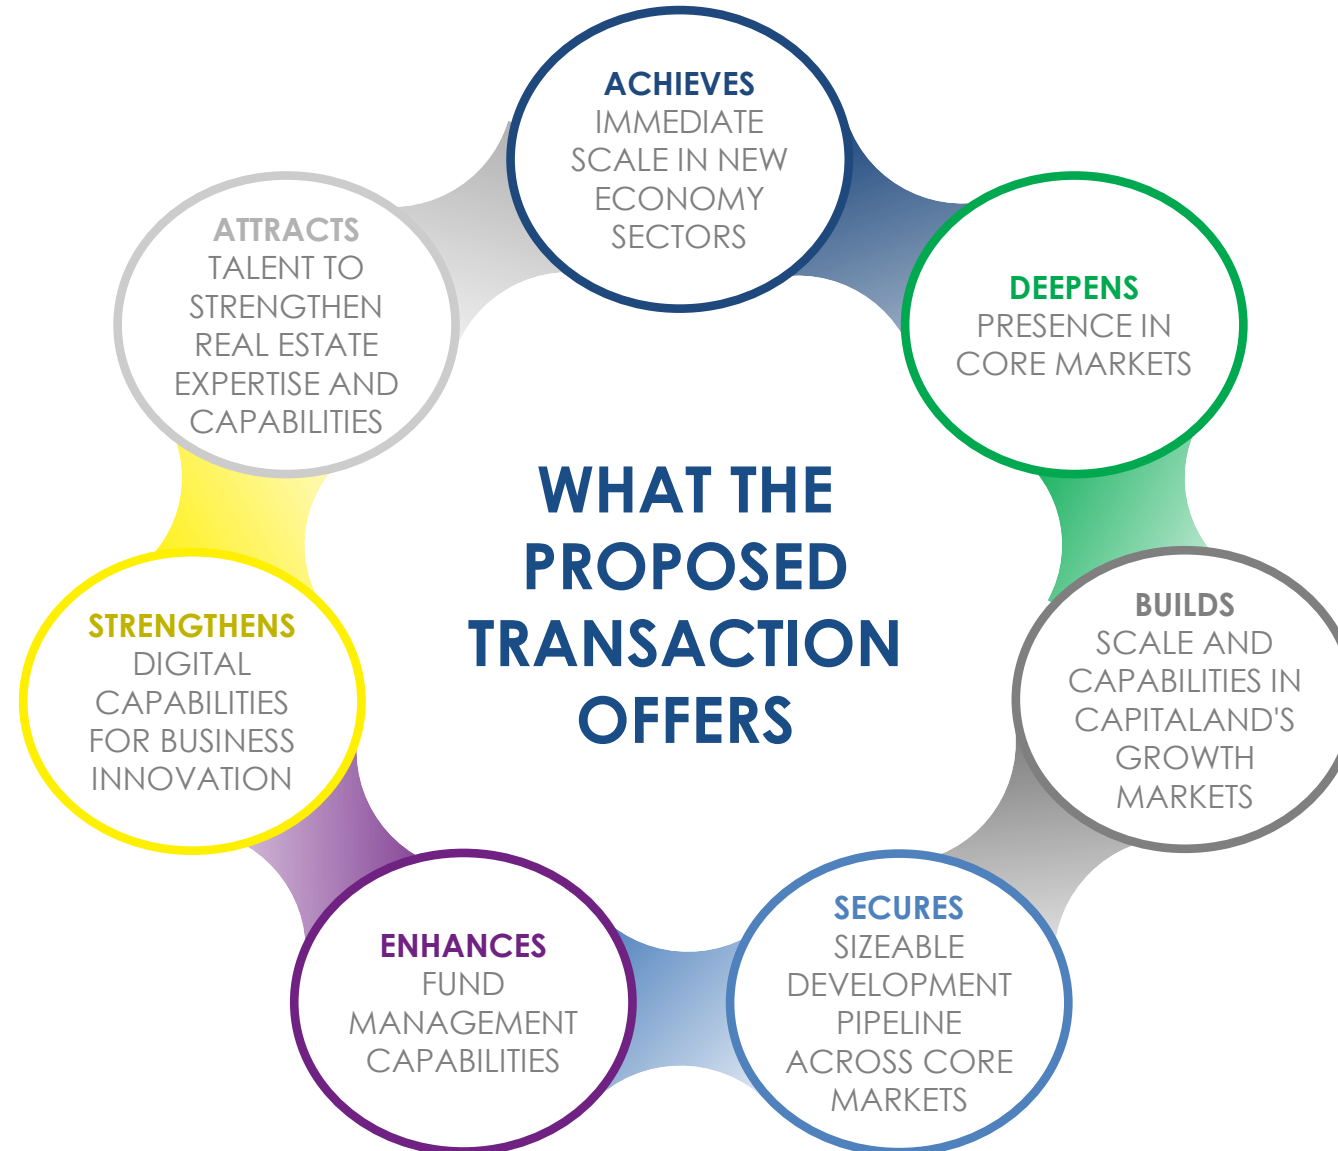 ACHIEVES
IMMEDIATE
SCALE IN NEW
ECONOMY
SECTORS
DEEPENS
PRESENCE IN
CORE MARKETS
BUILDS
SCALE AND
CAPABILITIES IN
CAPITALAND'S
GROWTH
MARKETS
SECURES
SIZEABLE
DEVELOPMENT
PIPELINE
ACROSS CORE
MARKETS
ENHANCES
FUND
MANAGEMENT
CAPABILITIES
STRENGTHENS
DIGITAL
CAPABILITIES
FOR BUSINESS
INNOVATION
ATTRACTS
TALENT TO
STRENGTHEN
REAL ESTATE
EXPERTISE AND
CAPABILITIES
WHAT THE
PROPOSED
TRANSACTION
OFFERS